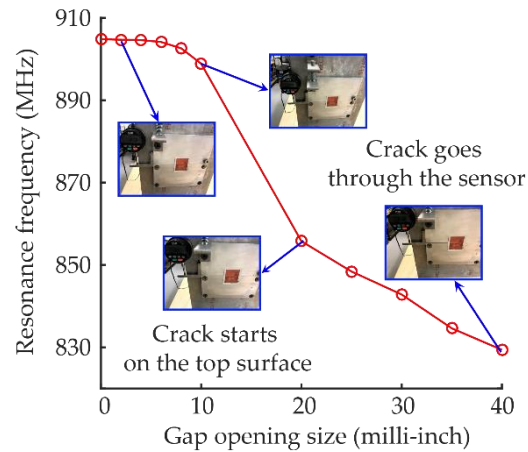 910
890
870
850
830
Resonance frequency (MHz)
Crack goes
through the sensor
Crack starts
on the top surface
0
10
20
30
40
Gap opening size (milli-inch)